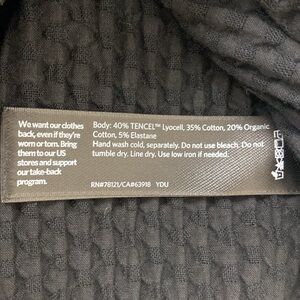 We want our clothes
back, even if they're
worn or torn. Bring
them to our US
stores and support
our take-back
program.
Body: 40% TENCEL™ Lyocell, 35% Cotton, 20% Organic
Cotton, 5% Elastane
Hand wash cold, separately. Do not use bleach. Do not
tumble dry. Line dry. Use low iron if needed.
RN#78121/CA#63918 YDU